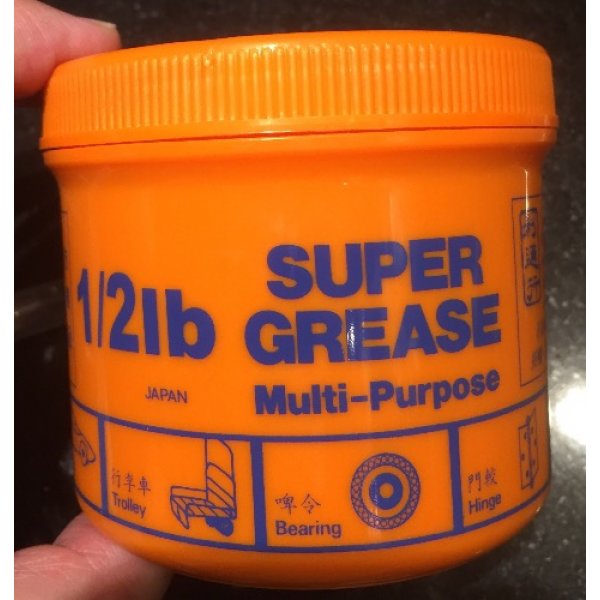 1/2lb
SUPER
GREASE
JAPAN
Multi-Purpose
行李車
Trolley
啤令
Bearing
門鉸
Hinge